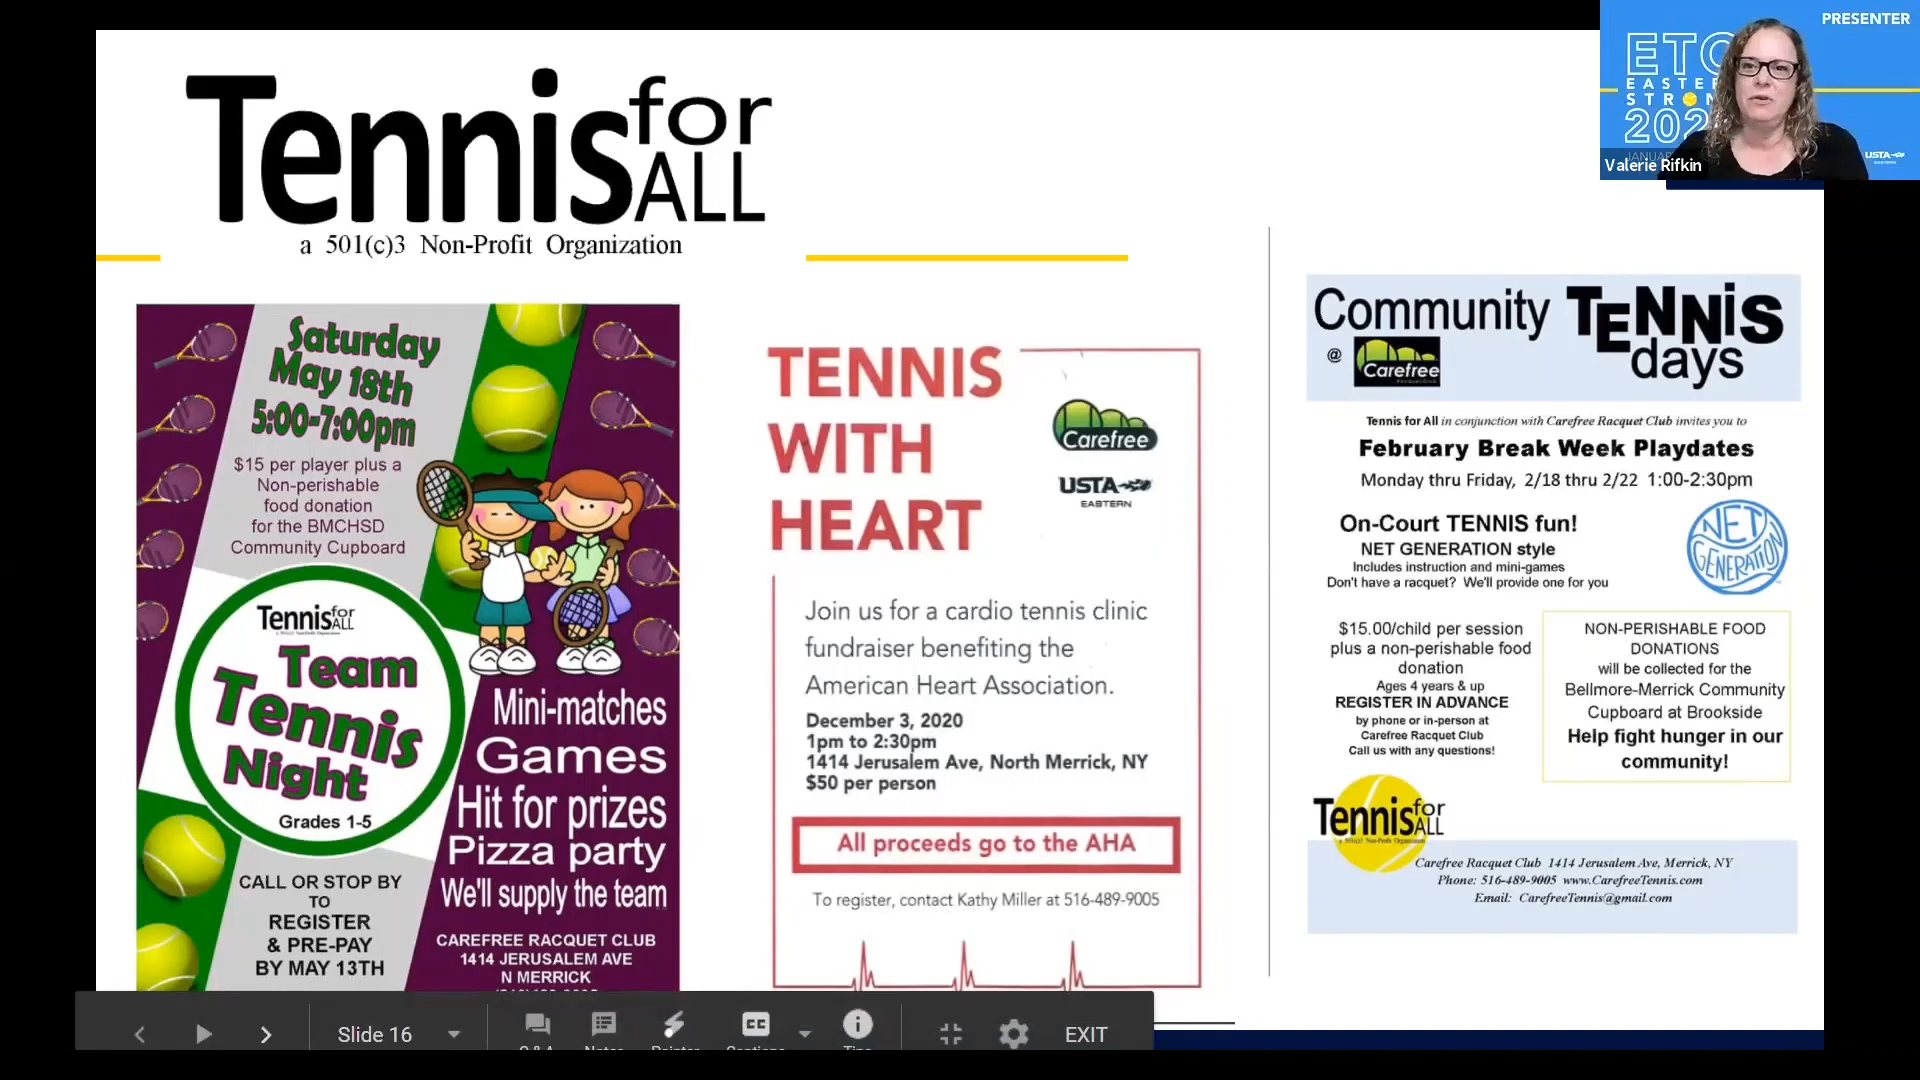 Tennis for ALL
a 501(c)3 Non-Profit Organization
Saturday
May 18th
5:00-7:00pm
$15 per player plus a
Non-perishable
food donation
for the BMCHSD
Community Cupboard
Tennis for ALL
Team
Tennis
Night
Grades 1-5
CALL OR STOP BY
TO
REGISTER
& PRE-PAY
BY MAY 13TH
Mini-matches
Games
Hit for prizes
Pizza party
We'll supply the team
CAREFREE RACQUET CLUB
1414 JERUSALEM AVE
N MERRICK
TENNIS
WITH
HEART
Carefree
USTA
EASTERN
Join us for a cardio tennis clinic
fundraiser benefiting the
American Heart Association.
December 3, 2020
1pm to 2:30pm
1414 Jerusalem Ave, North Merrick, NY
$50 per person
All proceeds go to the AHA
To register, contact Kathy Miller at 516-489-9005
Community TENNiS
days
@ Carefree
Tennis for All in conjunction with Carefree Racquet Club invites you to
February Break Week Playdates
Monday thru Friday, 2/18 thru 2/22 1:00-2:30pm
On-Court TENNIS fun!
NET GENERATION style
Includes instruction and mini-games
Don't have a racquet? We'll provide one for you
NET
GENERATION
$15.00/child per session
plus a non-perishable food
donation
Ages 4 years & up
REGISTER IN ADVANCE
by phone or in-person at
Carefree Racquet Club
Call us with any questions!
NON-PERISHABLE FOOD
DONATIONS
will be collected for the
Bellmore-Merrick Community
Cupboard at Brookside
Help fight hunger in our
community!
Tennis for ALL
a 501(c)3 Non-Profit Organization
Carefree Racquet Club 1414 Jerusalem Ave, Merrick, NY
Phone: 516-489-9005 www.CarefreeTennis.com
Email: CarefreeTennis@gmail.com
PRESENTER
ETC
EASTER
STRON
202
JANUA
USTA
EASTERN
Valerie Rifkin
Slide 16
CC
EXIT